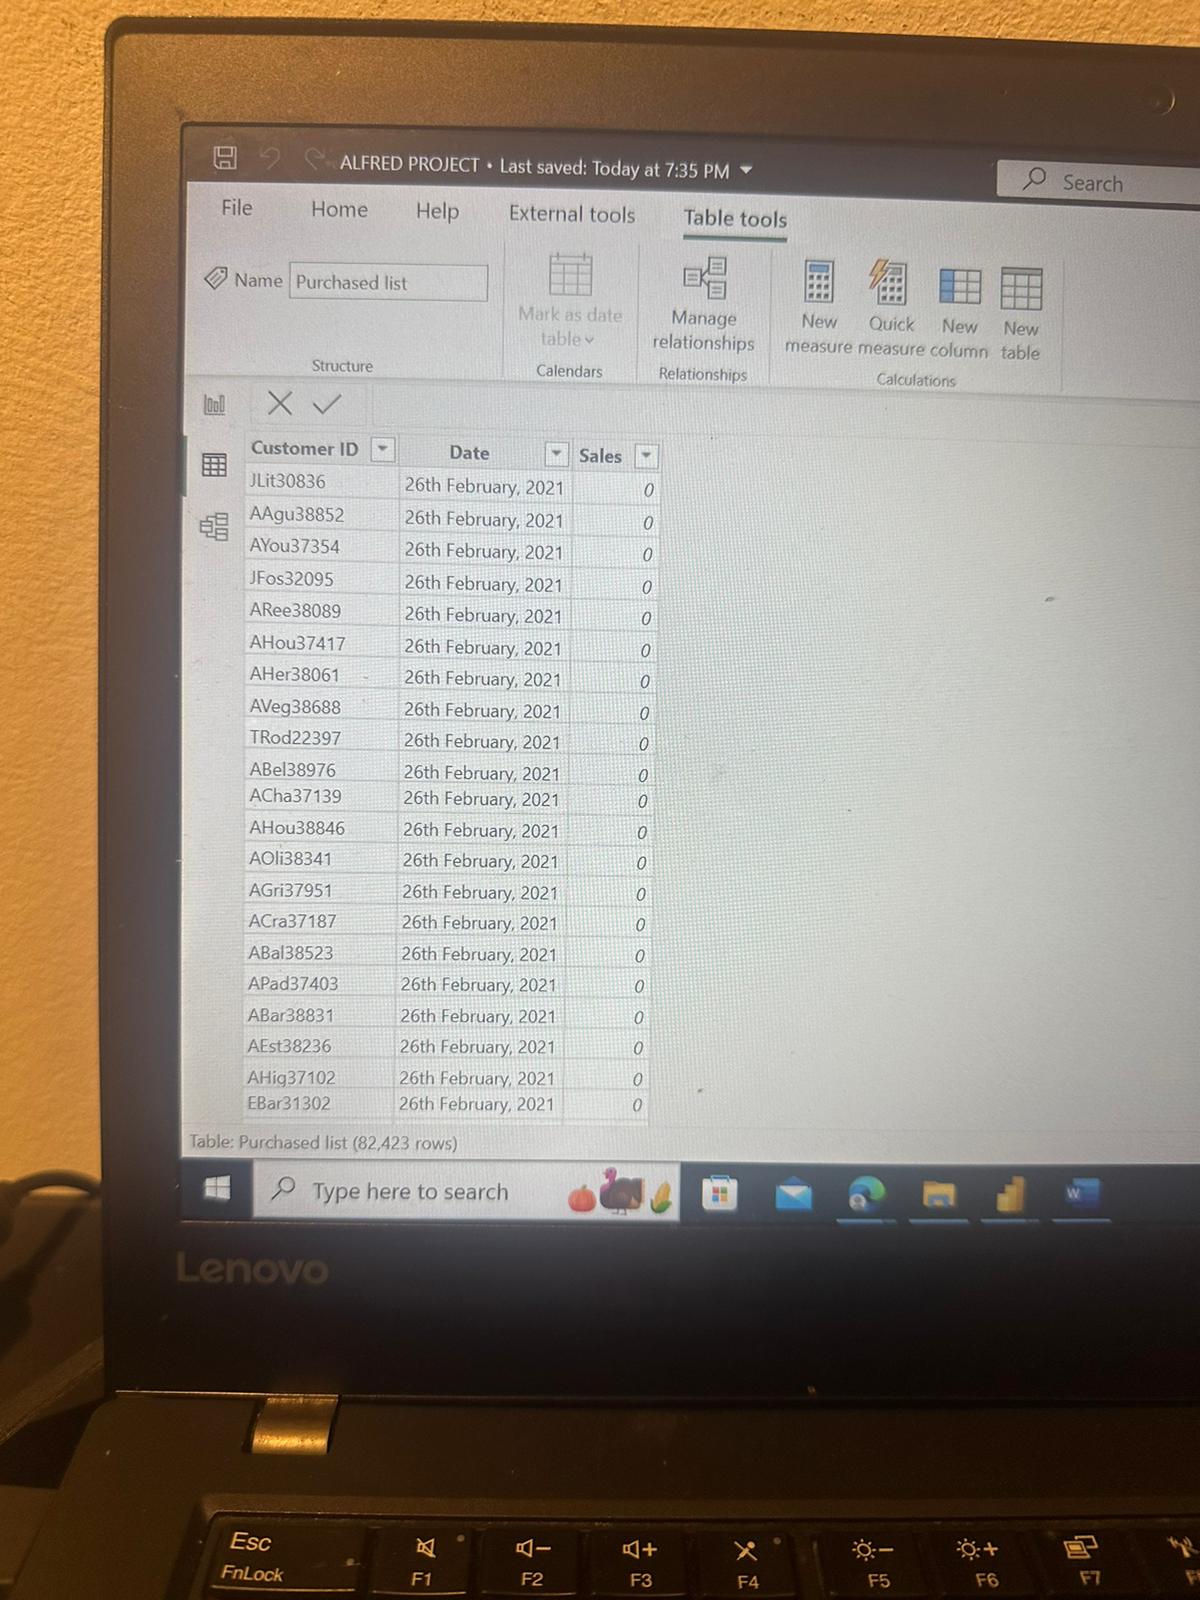 ALFRED PROJECT • Last saved: Today at 7:35 PM
Search
File Home Help External tools Table tools
Name Purchased list
Mark as date table
Manage relationships
New measure
Quick measure
New column
New table
Structure
Calendars
Relationships
Calculations
Customer ID Date Sales
JLit30836 26th February, 2021 0
AAgu38852 26th February, 2021 0
AYou37354 26th February, 2021 0
JFos32095 26th February, 2021 0
ARee38089 26th February, 2021 0
AHou37417 26th February, 2021 0
AHer38061 26th February, 2021 0
AVeg38688 26th February, 2021 0
TRod22397 26th February, 2021 0
ABel38976 26th February, 2021 0
ACha37139 26th February, 2021 0
AHou38846 26th February, 2021 0
AOli38341 26th February, 2021 0
AGri37951 26th February, 2021 0
ACra37187 26th February, 2021 0
ABal38523 26th February, 2021 0
APad37403 26th February, 2021 0
ABar38831 26th February, 2021 0
AEst38236 26th February, 2021 0
AHig37102 26th February, 2021 0
EBar31302 26th February, 2021 0
Table: Purchased list (82,423 rows)
Type here to search
W
Lenovo
Esc
FnLock F1 F2 F3 F4 F5 F6 F7